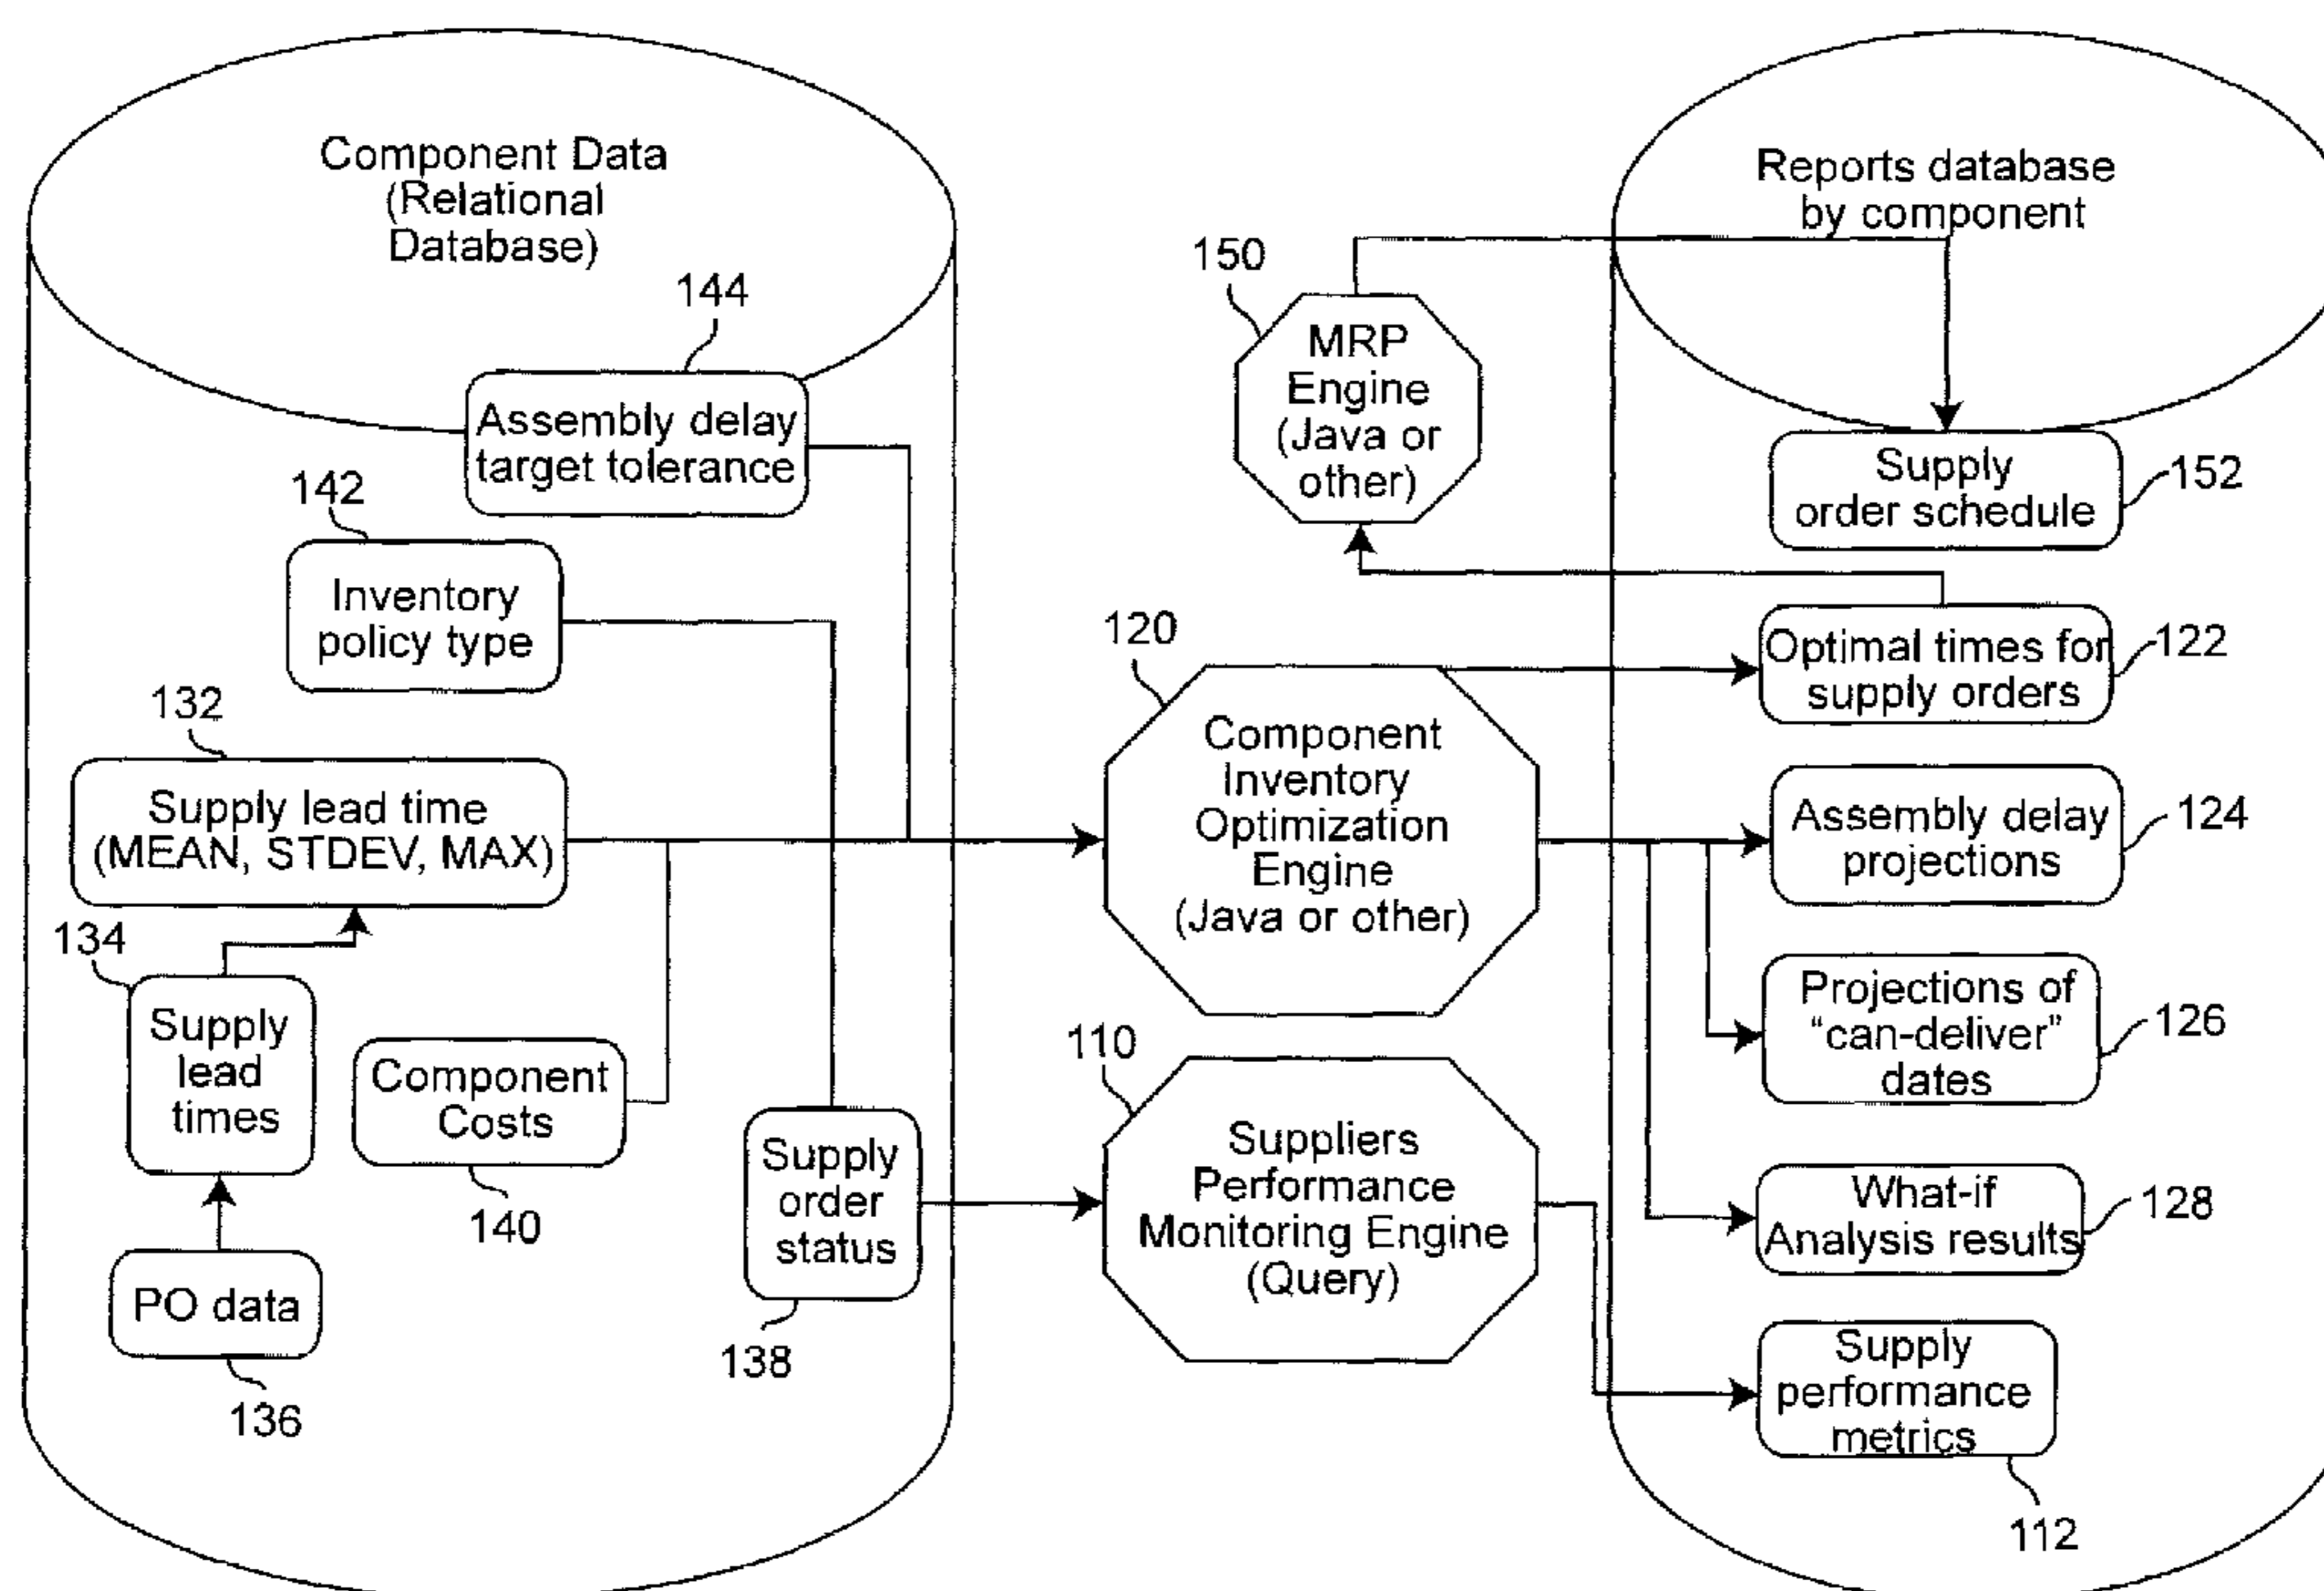 Component Data
(Relational
Database)
144
Assembly delay
target tolerance
142
Inventory
policy type
132
Supply lead time
(MEAN, STDEV, MAX)
134
Supply
lead
times
Component
Costs
140
PO data
136
Supply
order
status
138
150
MRP
Engine
(Java or
other)
120
Component
Inventory
Optimization
Engine
(Java or other)
110
Suppliers
Performance
Monitoring Engine
(Query)
Reports database
by component
Supply
order schedule
152
Optimal times for
supply orders
122
Assembly delay
projections
124
Projections of
“can-deliver”
dates
126
What-if
Analysis results
128
Supply
performance
metrics
112